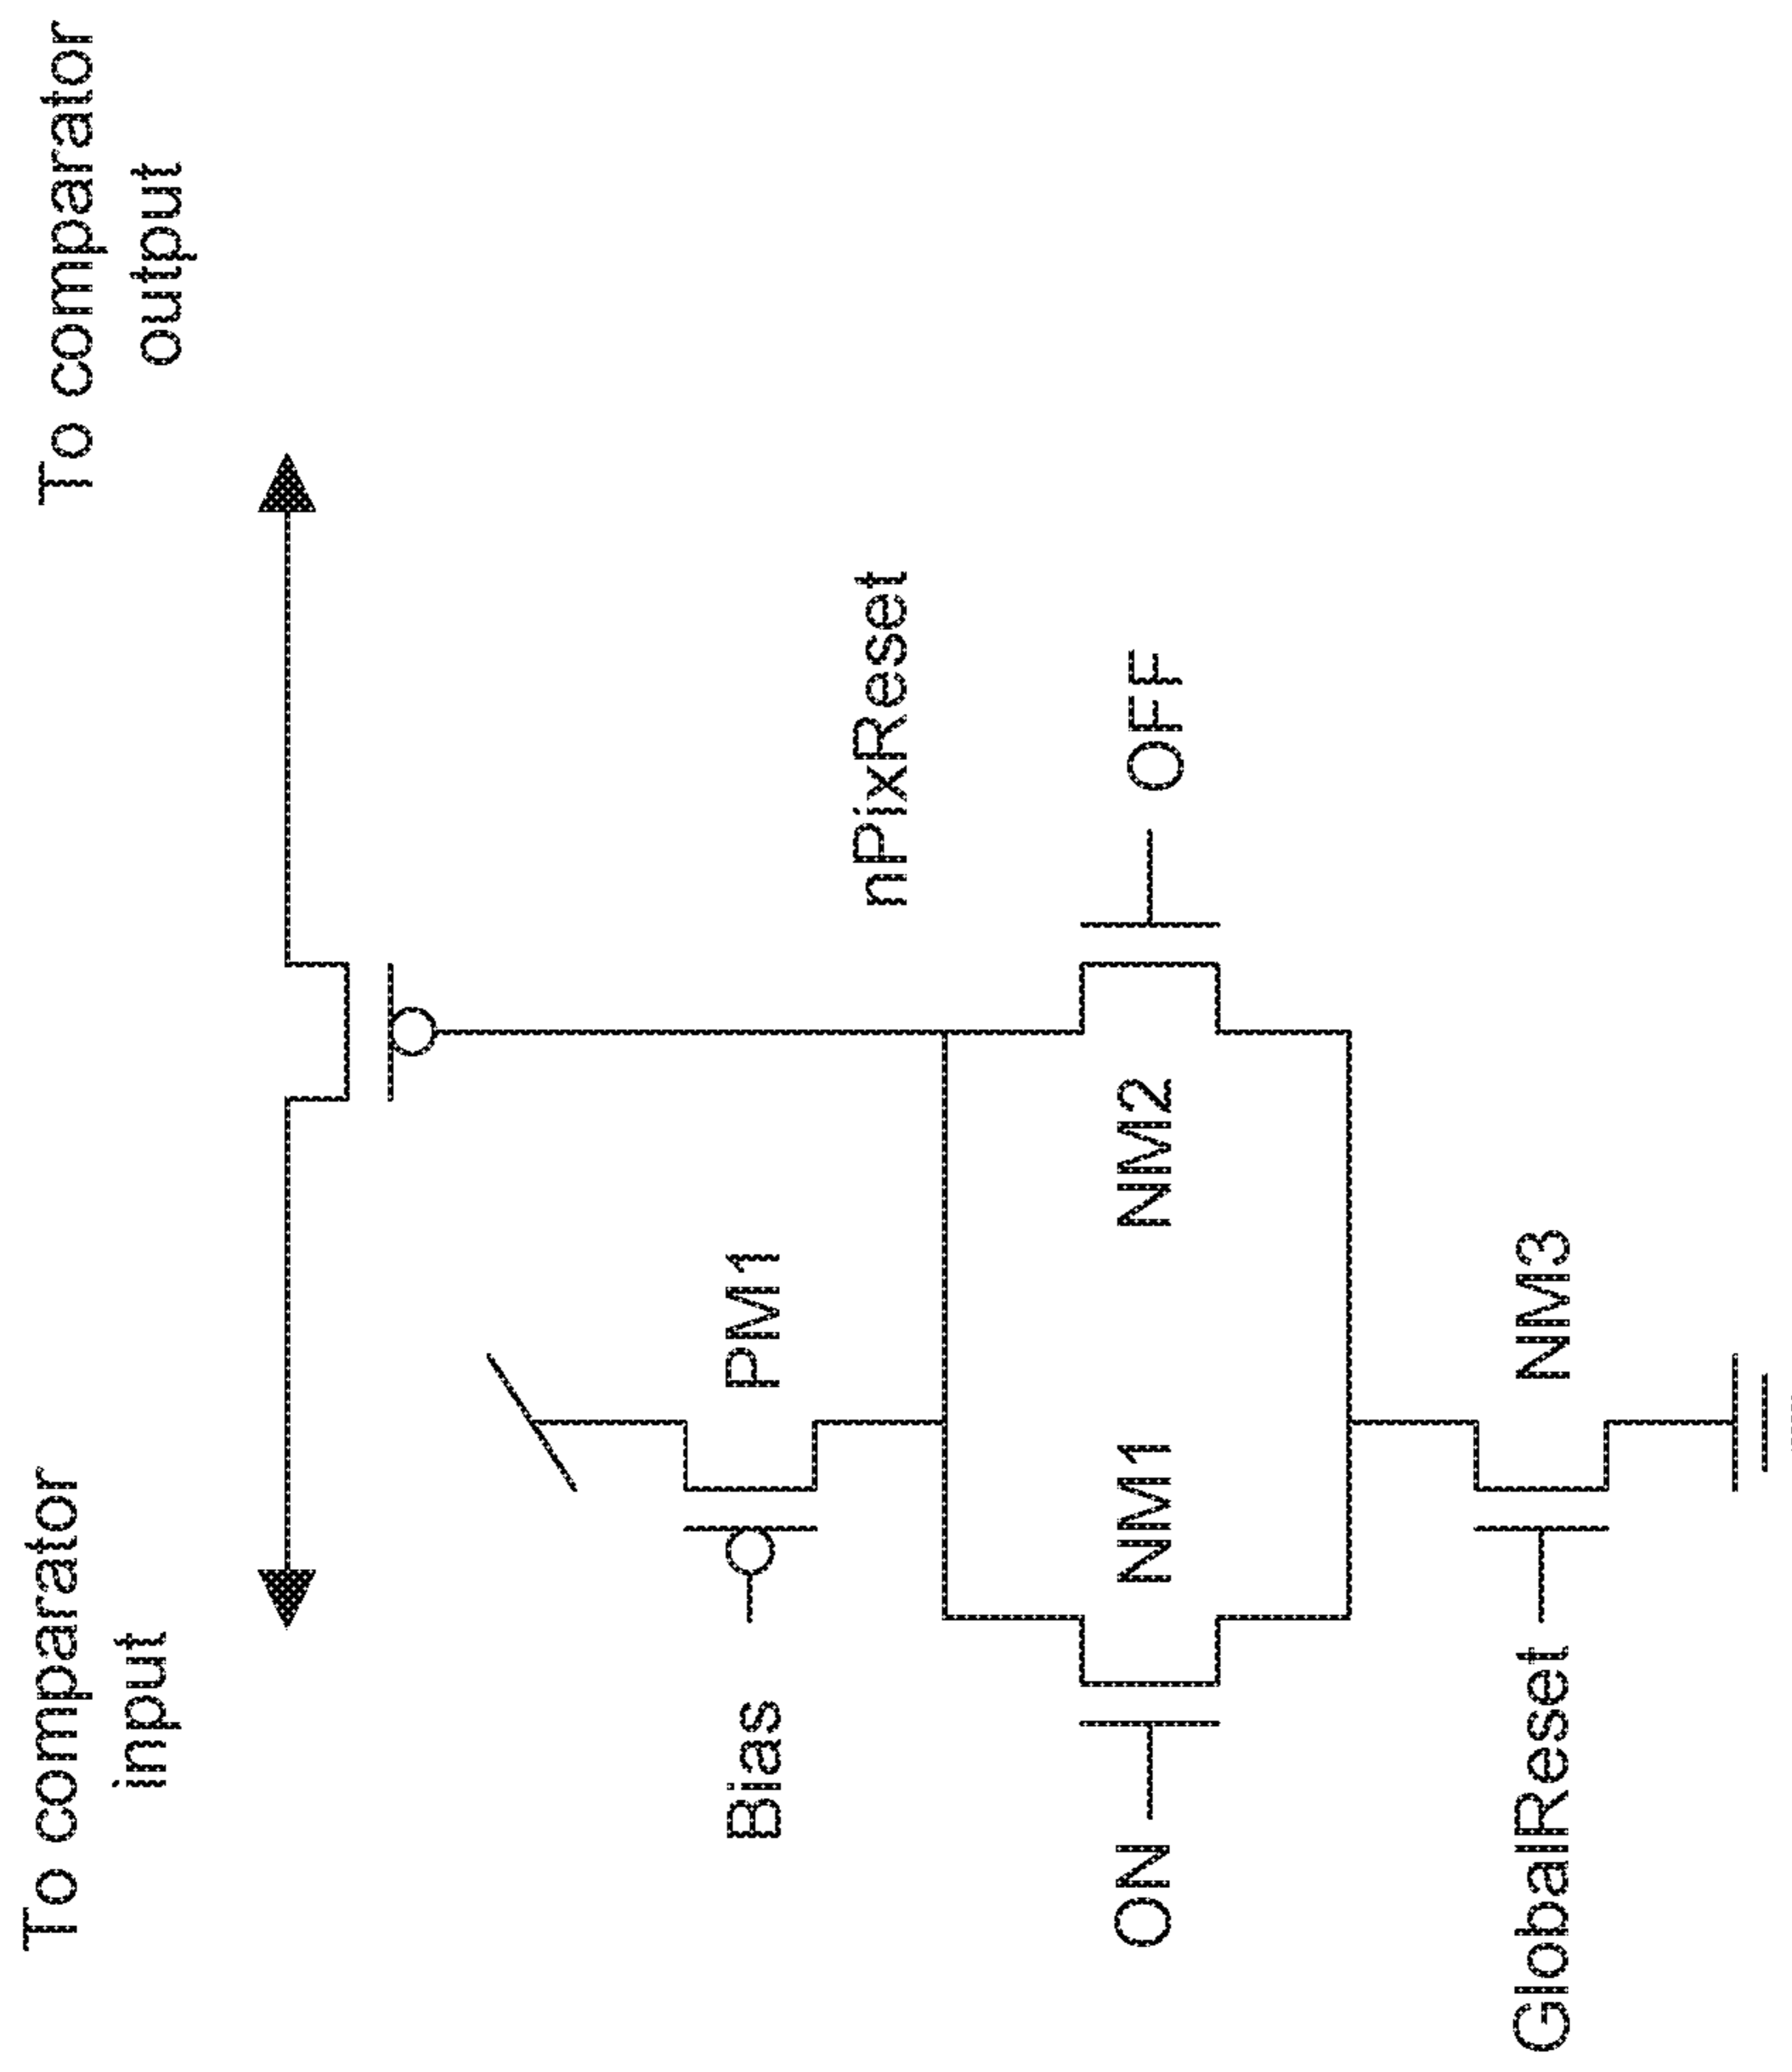 To comparator
input
To comparator
output
Bias
PM1
nPixReset
ON
NM1
NM2
OFF
GlobalReset
NM3